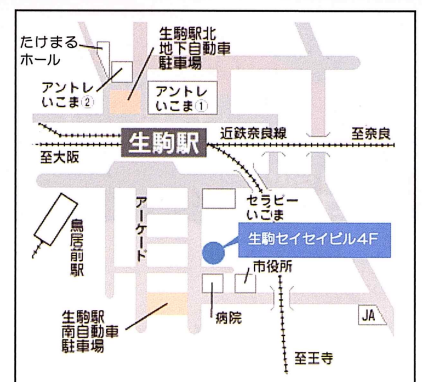 たけまる
ホール
生駒駅北
地下自動車
駐車場
アントレ
いこま②
アントレ
いこま①
生駒駅
近鉄奈良線
至奈良
至大阪
鳥居前駅
アーケード
セラビー
いこま
生駒セイセイビル4F
市役所
病院
生駒駅
南自動車
駐車場
至王寺
JA